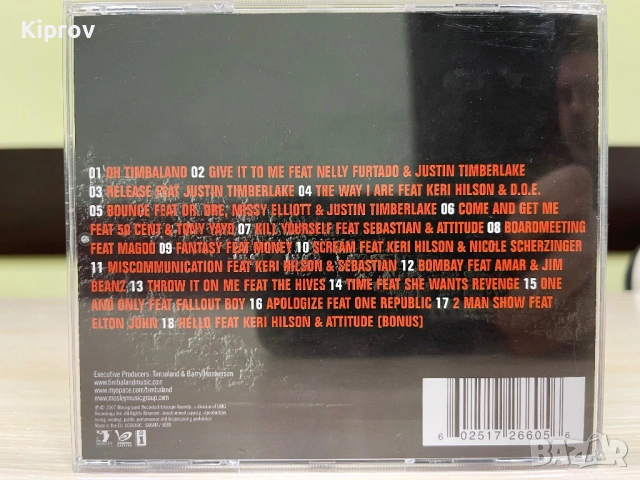 Kiprov
01 OH TIMBALAND 02 GIVE IT TO ME FEAT NELLY FURTADO & JUSTIN TIMBERLAKE
03 RELEASE FEAT JUSTIN TIMBERLAKE 04 THE WAY I ARE FEAT KERI HILSON & D.O.E.
05 BOUNCE FEAT DR. DRE, MISSY ELLIOTT & JUSTIN TIMBERLAKE 06 COME AND GET ME
FEAT 50 CENT & TONY YAYO 07 KILL YOURSELF FEAT SEBASTIAN & ATTITUDE 08 BOARDMEETING
FEAT MAGOO 09 FANTASY FEAT MONEY 10 SCREAM FEAT KERI HILSON & NICOLE SCHERZINGER
11 MISCOMMUNICATION FEAT KERI HILSON & SEBASTIAN 12 BOMBAY FEAT AMAR & JIM
BEANZ 13 THROW IT ON ME FEAT THE HIVES 14 TIME FEAT SHE WANTS REVENGE 15 ONE
AND ONLY FEAT FALLOUT BOY 16 APOLOGIZE FEAT ONE REPUBLIC 17 2 MAN SHOW FEAT
ELTON JOHN 18 HELLO FEAT KERI HILSON & ATTITUDE [BONUS]
Executive Producers: Timbaland & Barry Hankerson
www.timbalandmusic.com
www.myspace.com/timbaland
www.mosleymusicgroup.com
6 02517 26605 6
BAZAR